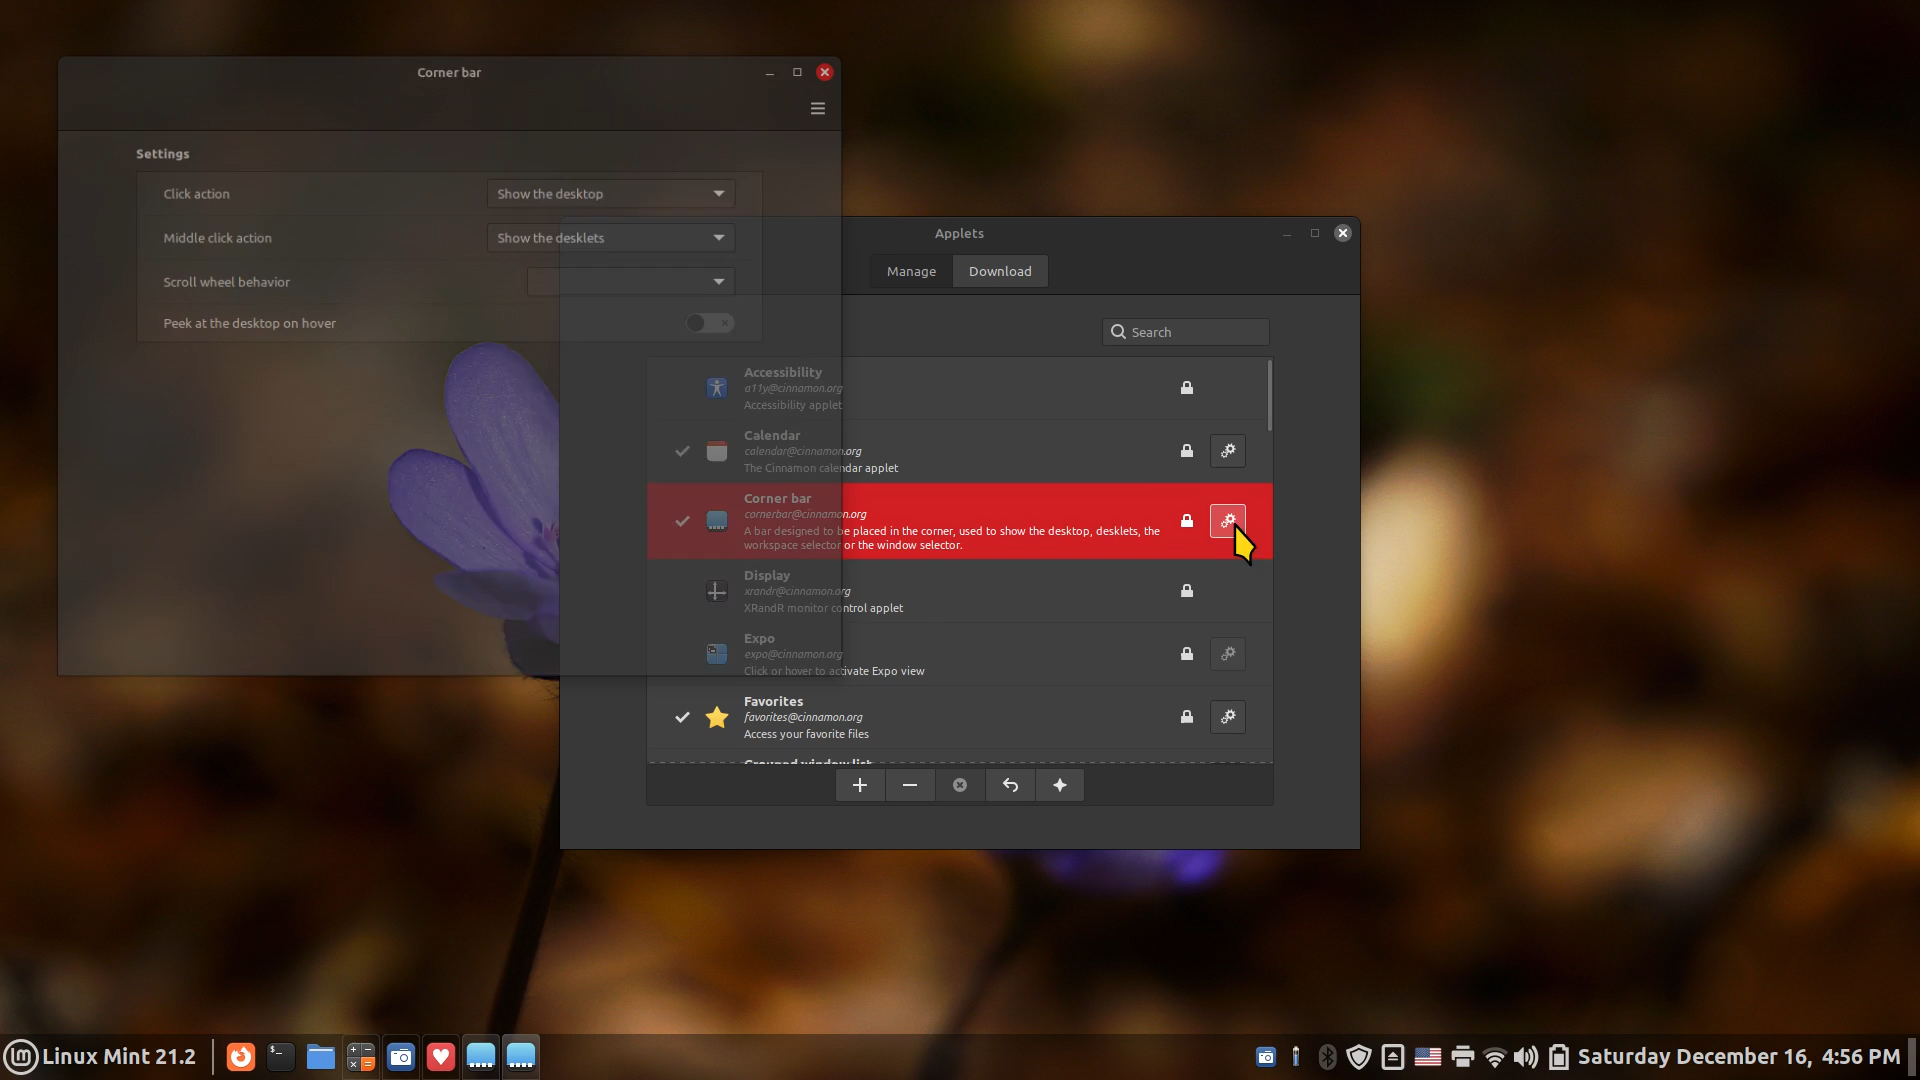 Corner bar
Settings
Click action
Show the desktop
Middle click action
Show the desklets
Scroll wheel behavior
Peek at the desktop on hover
Applets
Manage
Download
Search
Accessibility
a11y@cinnamon.org
Accessibility applet
Calendar
calendar@cinnamon.org
The Cinnamon calendar applet
Corner bar
cornerbar@cinnamon.org
A bar designed to be placed in the corner, used to show the desktop, desklets, the
workspace selector or the window selector.
Display
xrandr@cinnamon.org
XRandR monitor control applet
Expo
expo@cinnamon.org
Click or hover to activate Expo view
Favorites
favorites@cinnamon.org
Access your favorite files
Grouped window list
Linux Mint 21.2
Saturday December 16, 4:56 PM